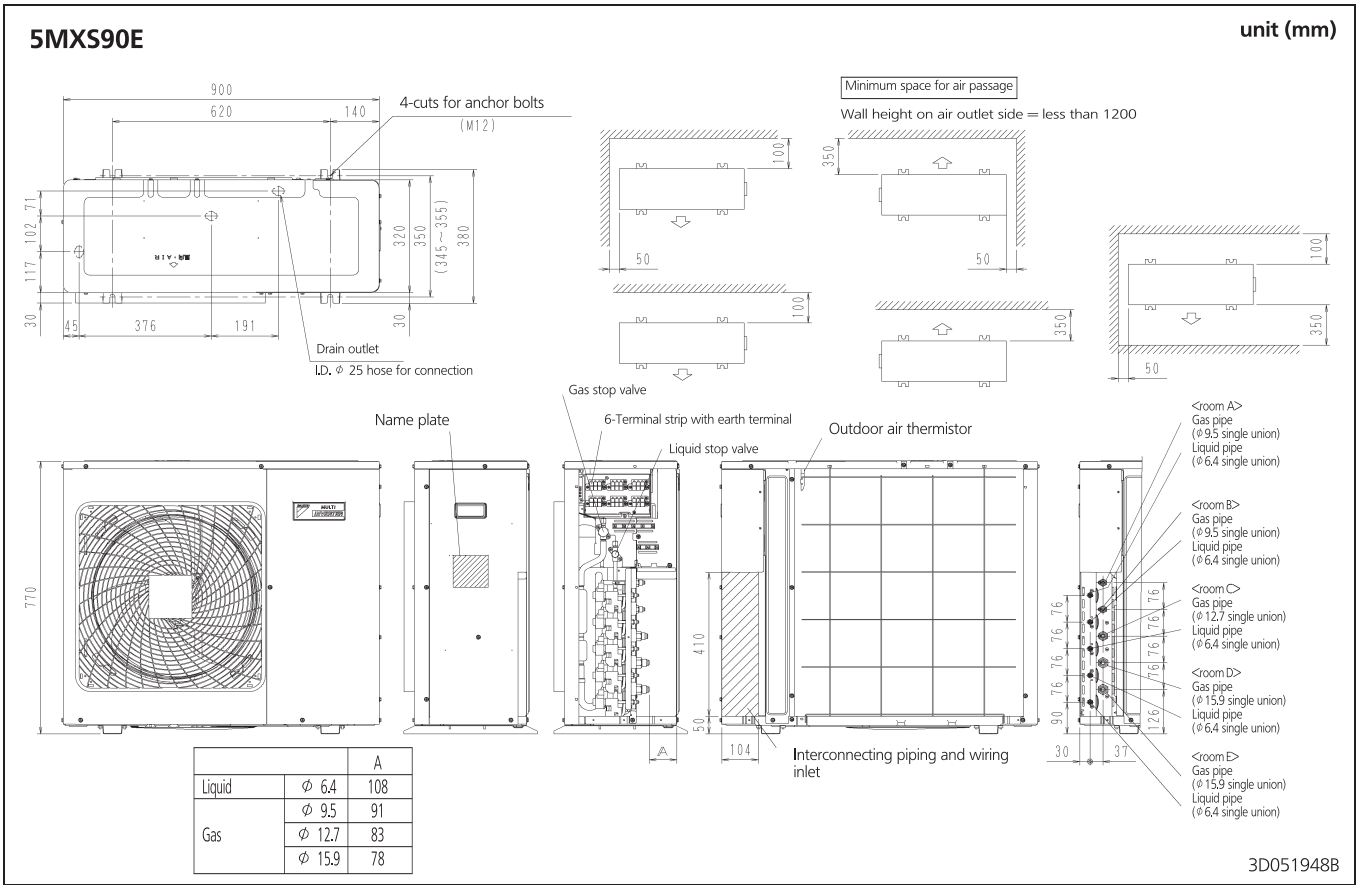 5MXS90E
unit (mm)
900
620
140
4-cuts for anchor bolts
(M12)
71
102
117
30
45
376
191
30
320
350
(345～355)
380
Drain outlet
I.D. φ 25 hose for connection
Minimum space for air passage
Wall height on air outlet side = less than 1200
100
50
350
50
100
350
50
100
350
Name plate
Gas stop valve
6-Terminal strip with earth terminal
Liquid stop valve
Outdoor air thermistor
770
MULTI
A
410
50
104
Interconnecting piping and wiring
inlet
76
76
76
76
90
76
76
76
76
126
30
37
<room A>
Gas pipe
(φ 9.5 single union)
Liquid pipe
(φ 6.4 single union)
<room B>
Gas pipe
(φ 9.5 single union)
Liquid pipe
(φ 6.4 single union)
<room C>
Gas pipe
(φ 12.7 single union)
Liquid pipe
(φ 6.4 single union)
<room D>
Gas pipe
(φ 15.9 single union)
Liquid pipe
(φ 6.4 single union)
<room E>
Gas pipe
(φ 15.9 single union)
Liquid pipe
(φ 6.4 single union)
A
Liquid φ 6.4 108
φ 9.5 91
Gas φ 12.7 83
φ 15.9 78
3D051948B